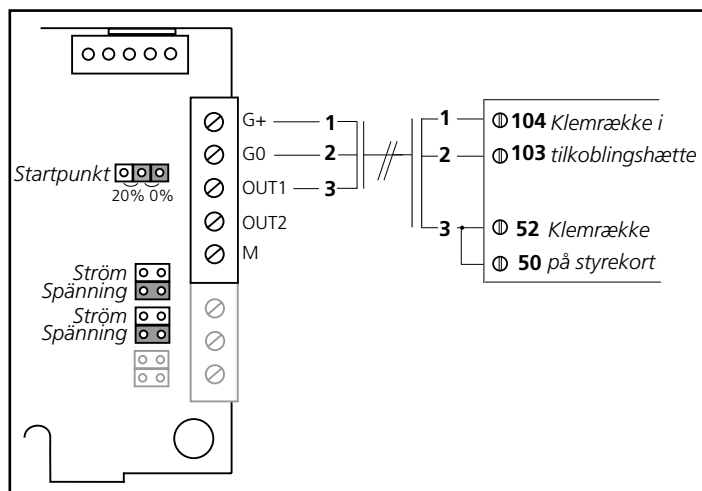 G+ 1 1 104 Klemrække i
G0 2 2 103 tilkoblingshætte
Startpunkt OUT1 3
20% 0%
OUT2 3 52 Klemrække
M 50 på styrekort
Ström
Spänning
Ström
Spänning